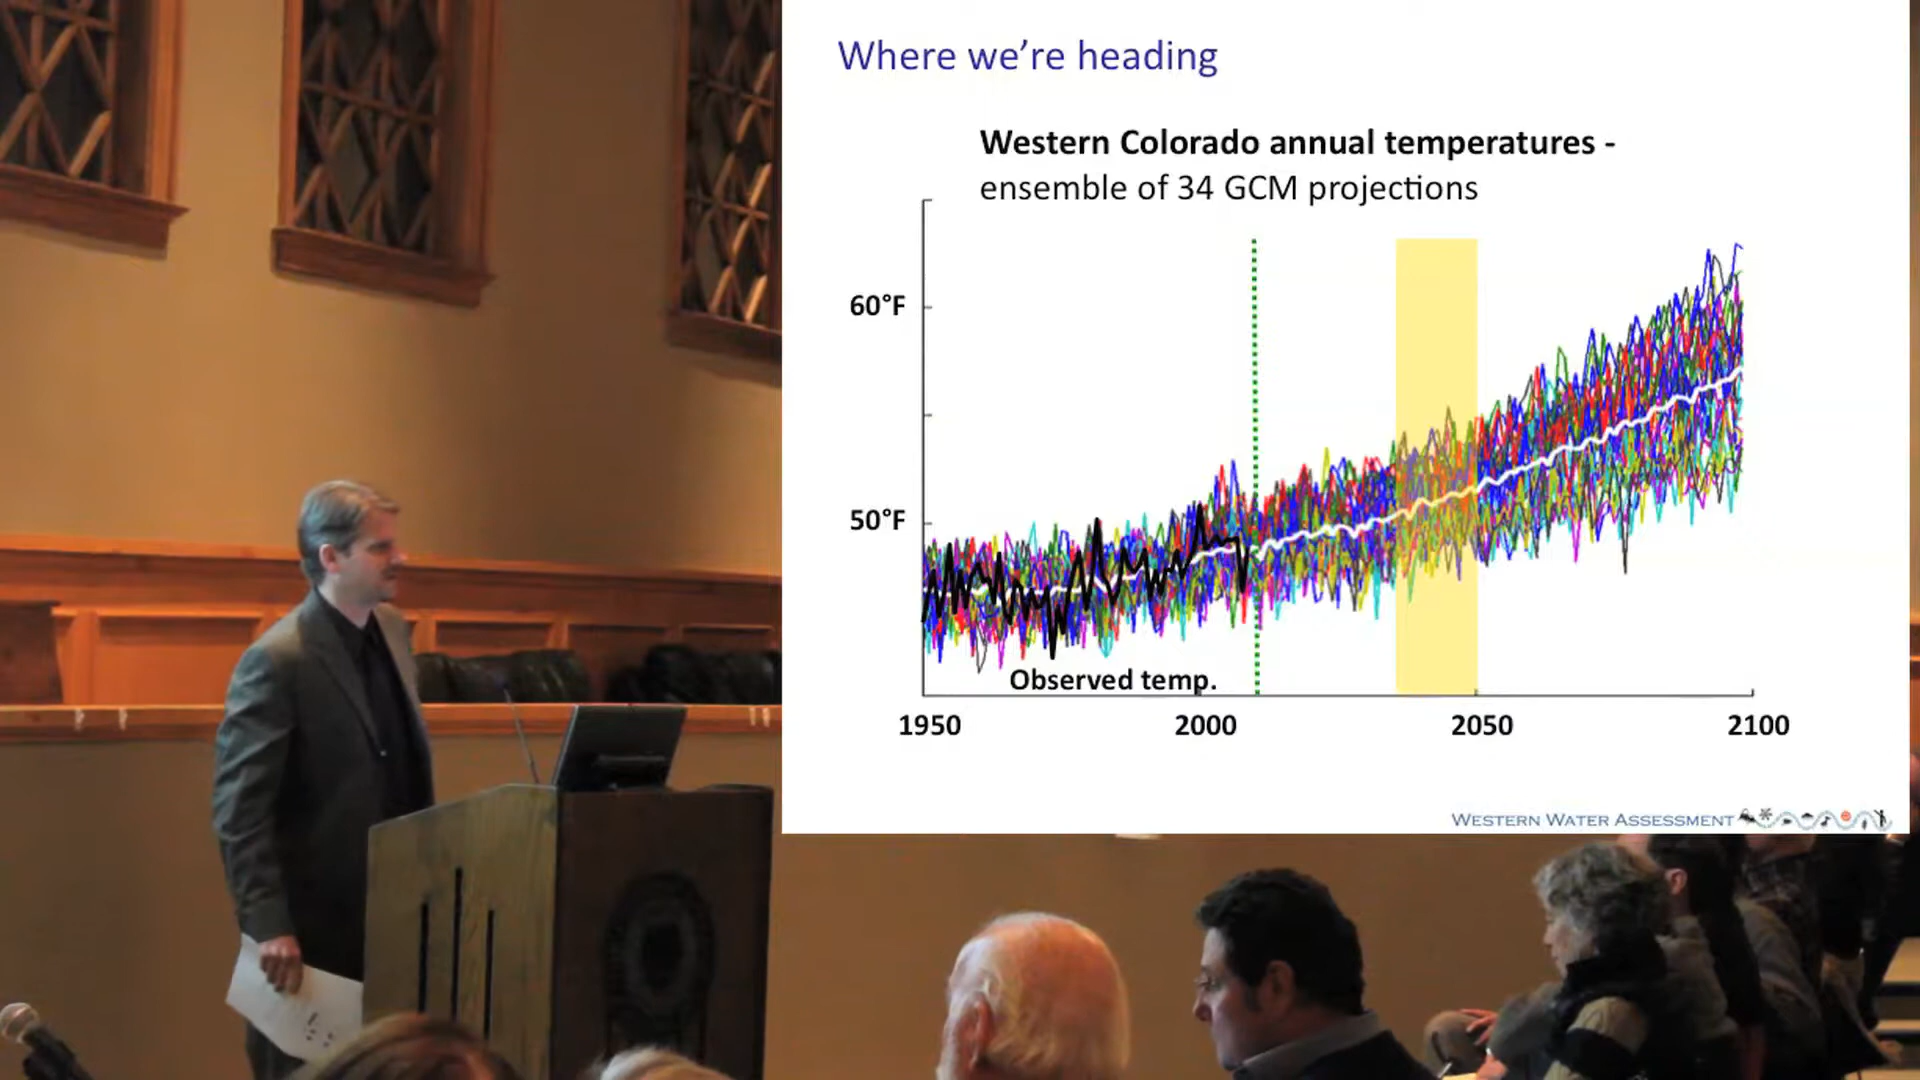 Where we're heading
Western Colorado annual temperatures -
ensemble of 34 GCM projections
60°F
50°F
Observed temp.
1950 2000 2050 2100
WESTERN WATER ASSESSMENT